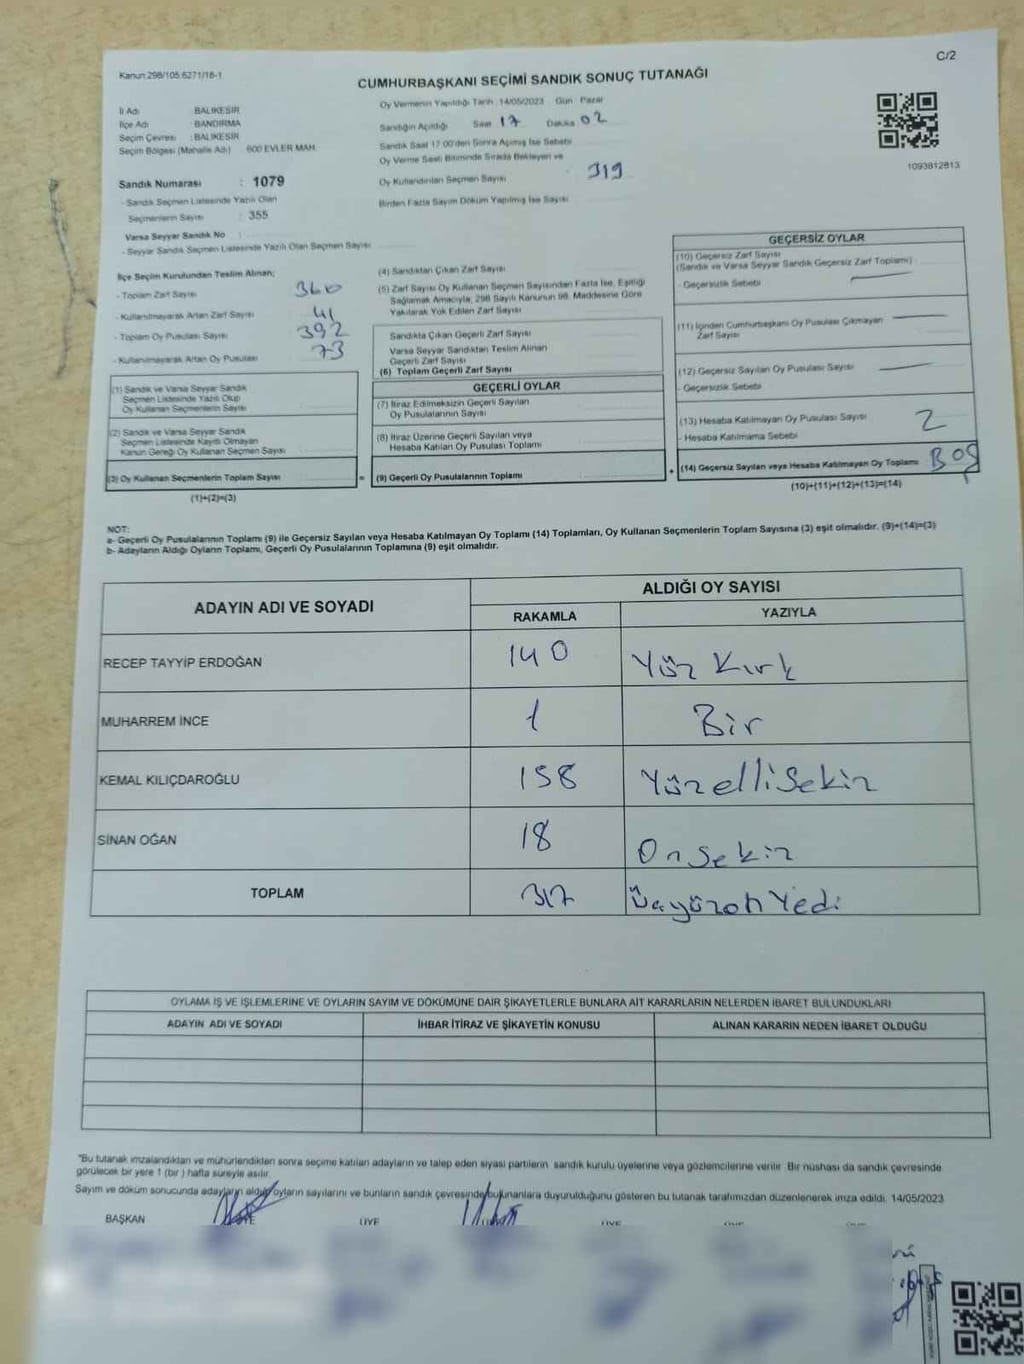 C/2
Kanun:298/105.6271/18-1
CUMHURBAŞKANI SEÇİMİ SANDIK SONUÇ TUTANAĞI
İl Adı : BALIKESİR
İlçe Adı : BANDIRMA
Seçim Çevresi : BALIKESİR
Seçim Bölgesi (Mahalle Adı) 600 EVLER MAH.
Sandık Numarası : 1079
- Sandık Seçmen Listesinde Yazılı Olan
Seçmenlerin Sayısı : 355
Varsa Seyyar Sandık No :
- Seyyar Sandık Seçmen Listesinde Yazılı Olan Seçmen Sayısı
Oy Vermenin Yapıldığı Tarih :14/05/2023 Gün Pazar
Sandığın Açıldığı Saat 17 Dakika 02
Sandık Saat 17:00'den Sonra Açılmış İse Sebebi
Oy Verme Saati Bitiminde Sırada Bekleyen ve
Oy Kullandırılan Seçmen Sayısı 319
Birden Fazla Sayım Döküm Yapılmış İse Sayısı
1093812813
İlçe Seçim Kurulundan Teslim Alınan;
- Toplam Zarf Sayısı 360
- Kullanılmayarak Artan Zarf Sayısı 41
- Toplam Oy Pusulası Sayısı 392
- Kullanılmayarak Artan Oy Pusulası 73
(1) Sandık ve Varsa Seyyar Sandık
Seçmen Listesinde Yazılı Olup
Oy Kullanan Seçmenlerin Sayısı
(2) Sandık ve Varsa Seyyar Sandık
Seçmen Listesinde Kayıtlı Olmayan
Kanun Gereği Oy Kullanan Seçmen Sayısı
(3) Oy Kullanan Seçmenlerin Toplam Sayısı =
(1)+(2)=(3)
(4) Sandıktan Çıkan Zarf Sayısı
(5) Zarf Sayısı Oy Kullanan Seçmen Sayısından Fazla İse, Eşitliği
Sağlamak Amacıyla, 298 Sayılı Kanunun 98. Maddesine Göre
Yakılarak Yok Edilen Zarf Sayısı
Sandıkta Çıkan Geçerli Zarf Sayısı
Varsa Seyyar Sandıktan Teslim Alınan
Geçerli Zarf Sayısı
(6) Toplam Geçerli Zarf Sayısı
GEÇERLİ OYLAR
(7) İtiraz Edilmeksizin Geçerli Sayılan
Oy Pusulalarının Sayısı
(8) İtiraz Üzerine Geçerli Sayılan veya
Hesaba Katılan Oy Pusulası Toplamı
(9) Geçerli Oy Pusulalarının Toplamı +
GEÇERSİZ OYLAR
(10) Geçersiz Zarf Sayısı
(Sandık ve Varsa Seyyar Sandık Geçersiz Zarf Toplamı)
- Geçersizlik Sebebi
(11) İçinden Cumhurbaşkanı Oy Pusulası Çıkmayan
Zarf Sayısı
(12) Geçersiz Sayılan Oy Pusulası Sayısı
- Geçersizlik Sebebi
(13) Hesaba Katılmayan Oy Pusulası Sayısı 2
- Hesaba Katılmama Sebebi
(14) Geçersiz Sayılan veya Hesaba Katılmayan Oy Toplamı BOŞ
(10)+(11)+(12)+(13)=(14)
NOT:
a- Geçerli Oy Pusulalarının Toplamı (9) ile Geçersiz Sayılan veya Hesaba Katılmayan Oy Toplamı (14) Toplamları, Oy Kullanan Seçmenlerin Toplam Sayısına (3) eşit olmalıdır. (9)+(14)=(3)
b- Adayların Aldığı Oyların Toplamı, Geçerli Oy Pusulalarının Toplamına (9) eşit olmalıdır.
ADAYIN ADI VE SOYADI
ALDIĞI OY SAYISI
RAKAMLA YAZIYLA
RECEP TAYYİP ERDOĞAN 140 Yüz Kırk
MUHARREM İNCE 1 Bir
KEMAL KILIÇDAROĞLU 158 Yüzellisekiz
SİNAN OĞAN 18 Onsekiz
TOPLAM 317 Üçyüzon Yedi
OYLAMA İŞ VE İŞLEMLERİNE VE OYLARIN SAYIM VE DÖKÜMÜNE DAİR ŞİKAYETLERLE BUNLARA AİT KARARLARIN NELERDEN İBARET BULUNDUKLARI
ADAYIN ADI VE SOYADI İHBAR İTİRAZ VE ŞİKAYETİN KONUSU ALINAN KARARIN NEDEN İBARET OLDUĞU
"Bu tutanak imzalandıktan ve mühürlendikten sonra seçime katılan adayların ve talep eden siyasi partilerin sandık kurulu üyelerine veya gözlemcilerine verilir. Bir nüshası da sandık çevresinde
görülecek bir yere 1 (bir ) hafta süreyle asılır.
Sayım ve döküm sonucunda adayların aldığı oyların sayılarını ve bunların sandık çevresinde bulunanlara duyurulduğunu gösteren bu tutanak tarafımızdan düzenlenerek imza edildi. 14/05/2023
BAŞKAN ÜYE